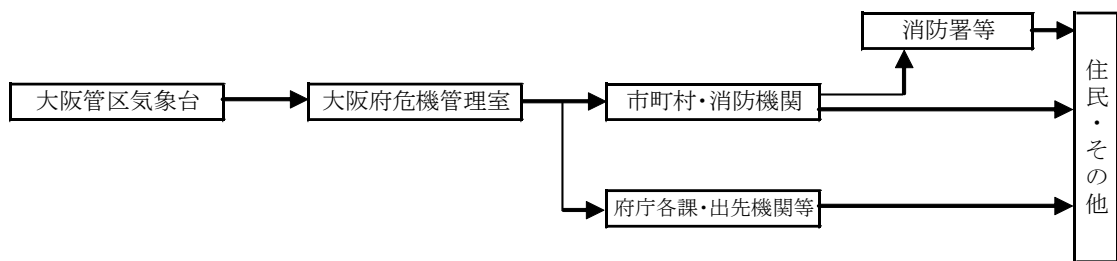 消防署等
大阪管区気象台
大阪府危機管理室
市町村・消防機関
府庁各課・出先機関等
住民・その他